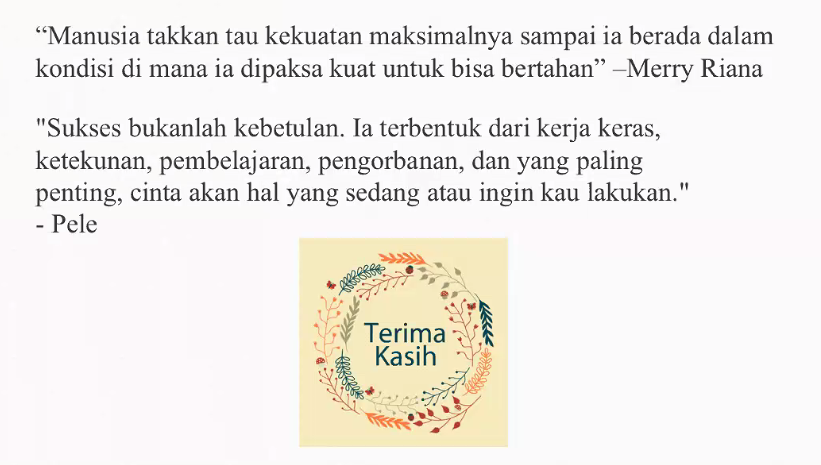 “Manusia takkan tau kekuatan maksimalnya sampai ia berada dalam
kondisi di mana ia dipaksa kuat untuk bisa bertahan” –Merry Riana
"Sukses bukanlah kebetulan. Ia terbentuk dari kerja keras,
ketekunan, pembelajaran, pengorbanan, dan yang paling
penting, cinta akan hal yang sedang atau ingin kau lakukan."
- Pele
Terima
Kasih